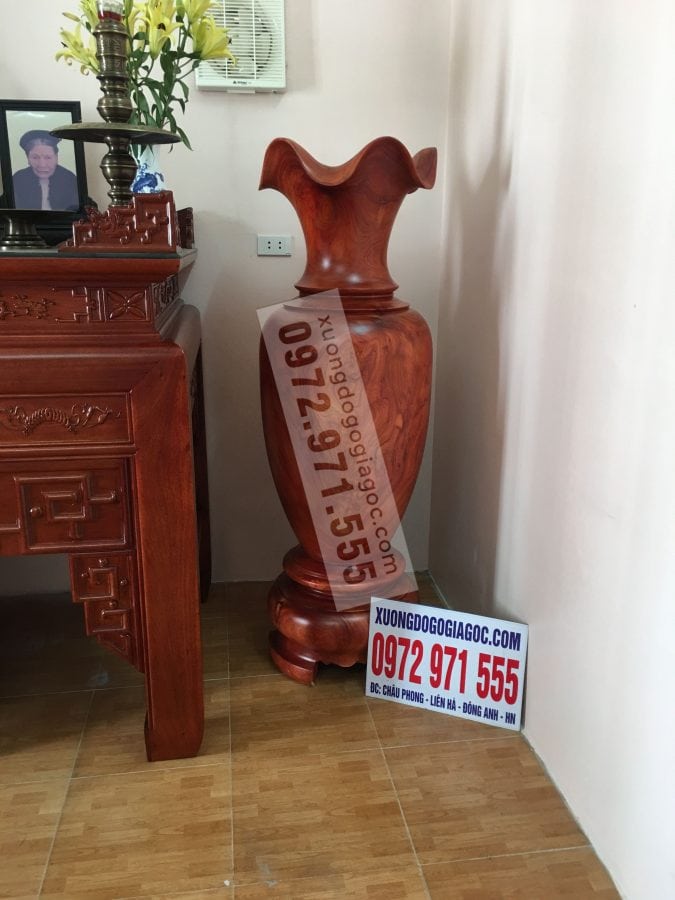 xuongdogogiagoc.com
0972.971.555
XUONGDOGOGIAGOC.COM
0972 971 555
ĐC: CHÂU PHONG - LIÊN HÀ - ĐÔNG ANH - HN